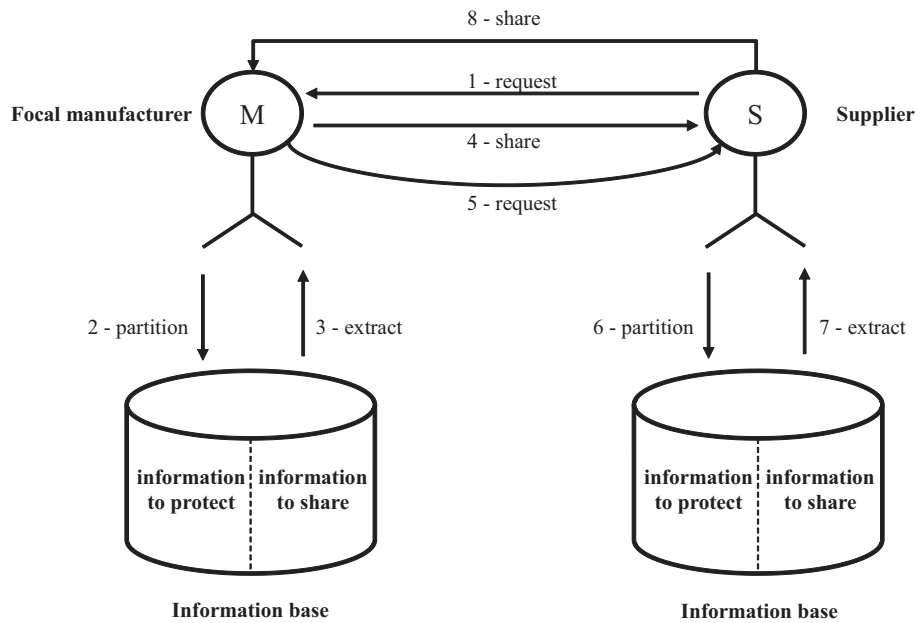 8 - share
1 - request
Focal manufacturer
M
S
Supplier
4 - share
5 - request
2 - partition
3 - extract
6 - partition
7 - extract
information
to protect
information
to share
information
to protect
information
to share
Information base
Information base